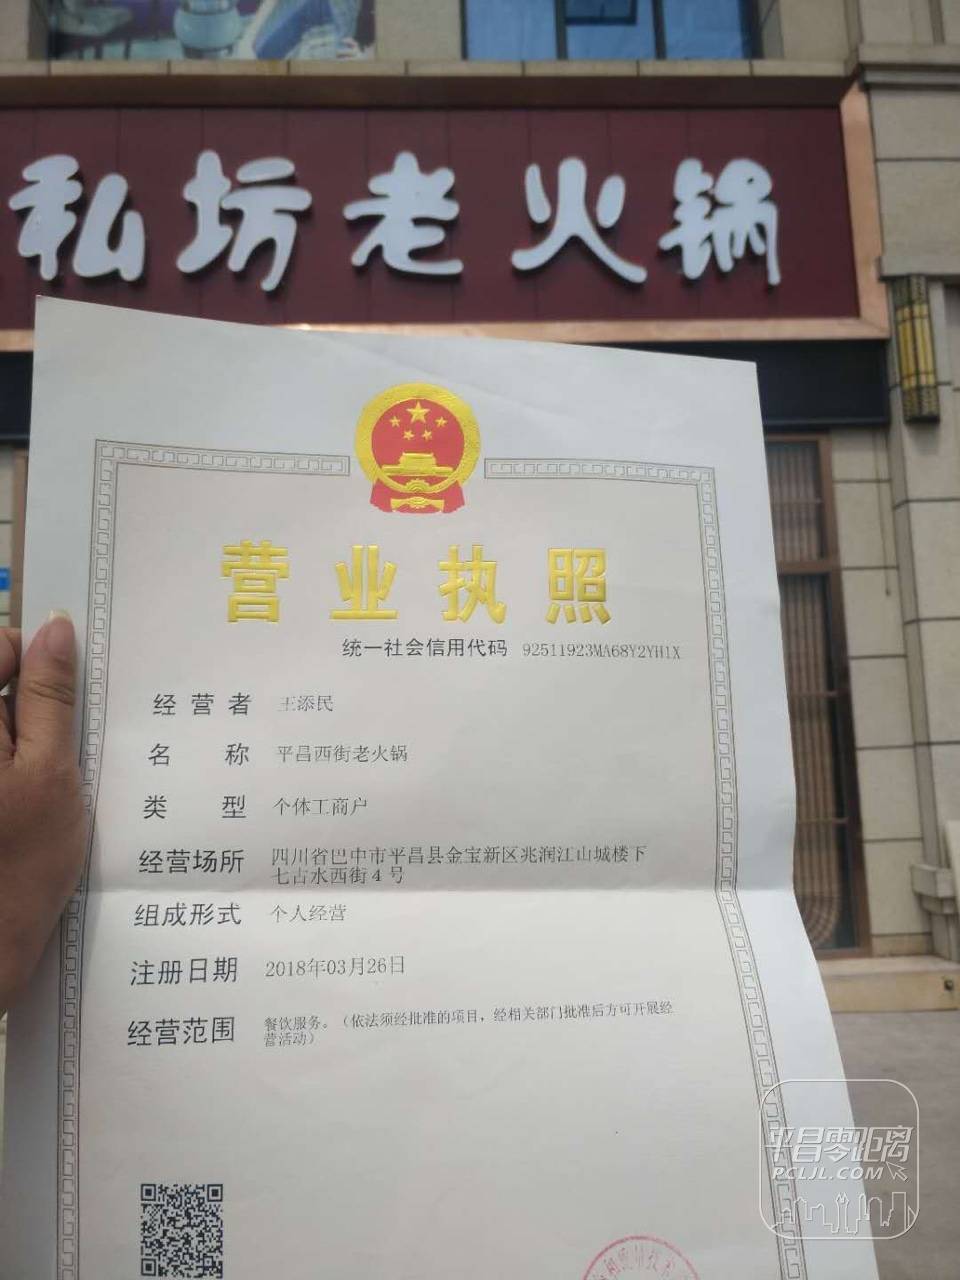 私坊老火锅
营业执照
统一社会信用代码 92511923MA68Y2YH1X
经营者 王添民
名称 平昌西街老火锅
类型 个体工商户
经营场所 四川省巴中市平昌县金宝新区兆润江山城楼下
七占水西街4号
组成形式 个人经营
注册日期 2018年03月26日
经营范围 餐饮服务。（依法须经批准的项目，经相关部门批准后方可开展经
营活动）
平昌零距离
PCLJL.COM